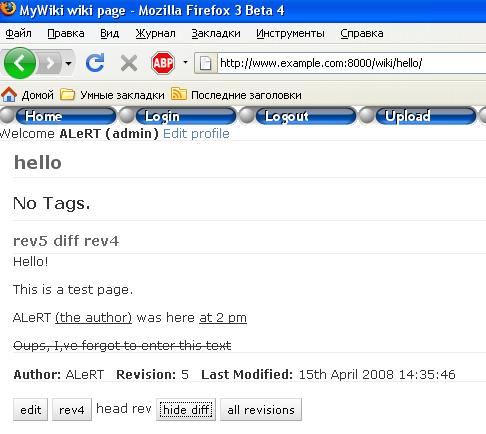 MyWiki wiki page - Mozilla Firefox 3 Beta 4
Файл Правка Вид Журнал Закладки Инструменты Справка
ABP http://www.example.com:8000/wiki/hello/
Домой Умные закладки Последние заголовки
Home Login Logout Upload
Welcome ALeRT (admin) Edit profile
hello
No Tags.
rev5 diff rev4
Hello!
This is a test page.
ALeRT (the author) was here at 2 pm
Oups, I,ve forgot to enter this text
Author: ALeRT Revision: 5 Last Modified: 15th April 2008 14:35:46
edit rev4 head rev hide diff all revisions